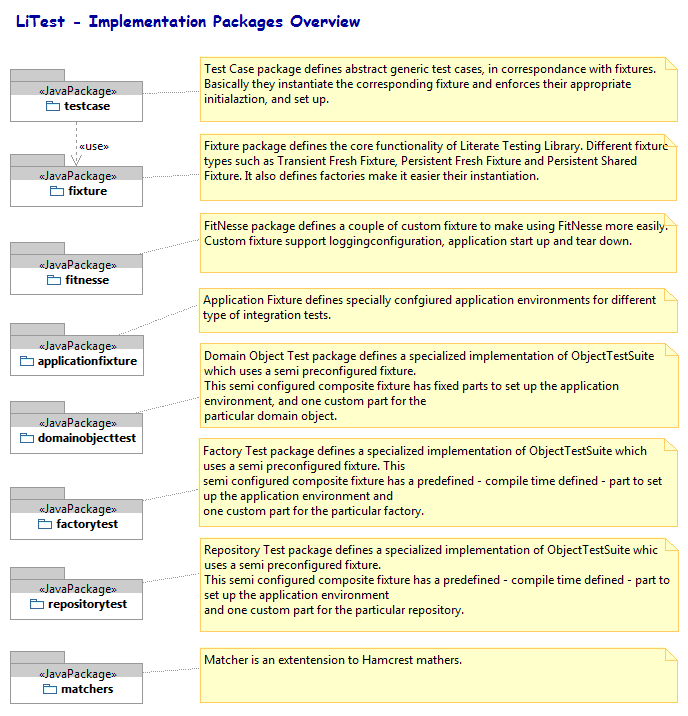 LiTest - Implementation Packages Overview
«JavaPackage»
testcase
Test Case package defines abstract generic test cases, in correspondance with fixtures.
Basically they instantiate the corresponding fixture and enforces their appropriate
initialaztion, and set up.
«use»
«JavaPackage»
fixture
Fixture package defines the core functionality of Literate Testing Library. Different fixture
types such as Transient Fresh Fixture, Persistent Fresh Fixture and Persistent Shared
Fixture. It also defines factories make it easier their instantiation.
«JavaPackage»
fitnesse
FitNesse package defines a couple of custom fixture to make using FitNesse more easily.
Custom fixture support loggingconfiguration, application start up and tear down.
«JavaPackage»
applicationfixture
Application Fixture defines specially confgiured application environments for different
type of integration tests.
«JavaPackage»
domainobjecttest
Domain Object Test package defines a specialized implementation of ObjectTestSuite
which uses a semi preconfigured fixture.
This semi configured composite fixture has fixed parts to set up the application
environment, and one custom part for the
particular domain object.
«JavaPackage»
factorytest
Factory Test package defines a specialized implementation of ObjectTestSuite which
uses a semi preconfigured fixture. This
semi configured composite fixture has a predefined - compile time defined - part to set
up the application environment and
one custom part for the particular factory.
«JavaPackage»
repositorytest
Repository Test package defines a specialized implementation of ObjectTestSuite whic
uses a semi preconfigured fixture.
This semi configured composite fixture has a predefined - compile time defined - part to
set up the application environment
and one custom part for the particular repository.
«JavaPackage»
matchers
Matcher is an extentension to Hamcrest mathers.